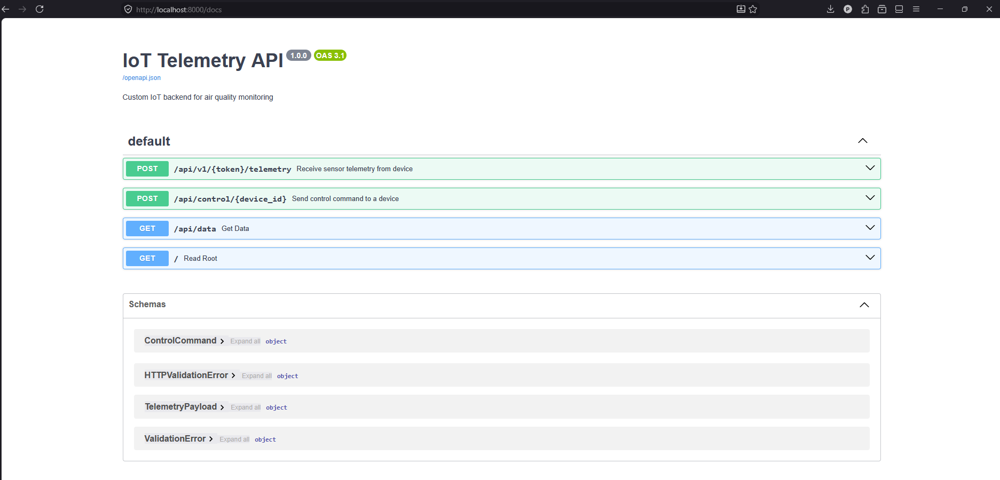 http://localhost:8000/docs
P
IoT Telemetry API 1.0.0 OAS 3.1
/openapi.json
Custom IoT backend for air quality monitoring
default
POST /api/v1/{token}/telemetry Receive sensor telemetry from device
POST /api/control/{device_id} Send control command to a device
GET /api/data Get Data
GET / Read Root
Schemas
ControlCommand Expand all object
HTTPValidationError Expand all object
TelemetryPayload Expand all object
ValidationError Expand all object